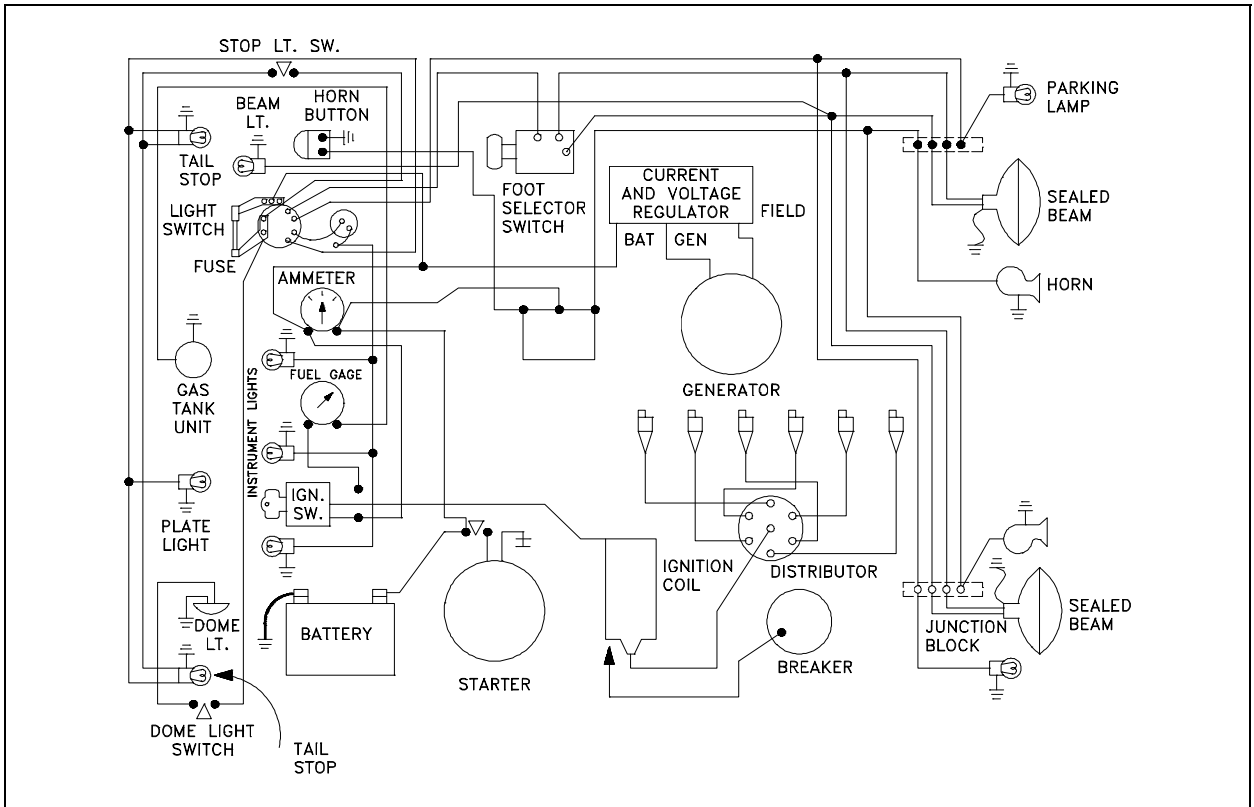 STOP LT. SW.
BEAM
LT.
HORN
BUTTON
PARKING
LAMP
TAIL
STOP
CURRENT
AND VOLTAGE
REGULATOR
FIELD
FOOT
SELECTOR
SWITCH
SEALED
BEAM
LIGHT
SWITCH
BAT
GEN
FUSE
AMMETER
HORN
FUEL GAGE
GENERATOR
GAS
TANK
UNIT
INSTRUMENT LIGHTS
IGN.
SW.
PLATE
LIGHT
IGNITION
COIL
DISTRIBUTOR
DOME
LT.
BATTERY
SEALED
BEAM
JUNCTION
BLOCK
BREAKER
STARTER
DOME LIGHT
SWITCH
TAIL
STOP